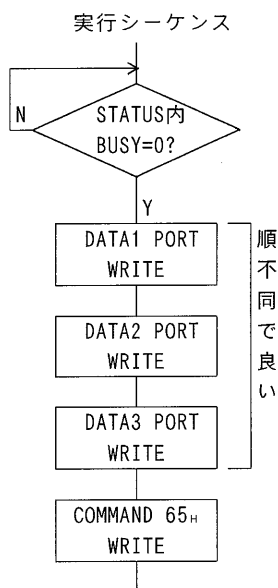 実行シーケンス
STATUS内
BUSY=0?
N
Y
DATA1 PORT
WRITE
DATA2 PORT
WRITE
DATA3 PORT
WRITE
順不同で良い
COMMAND 65H
WRITE